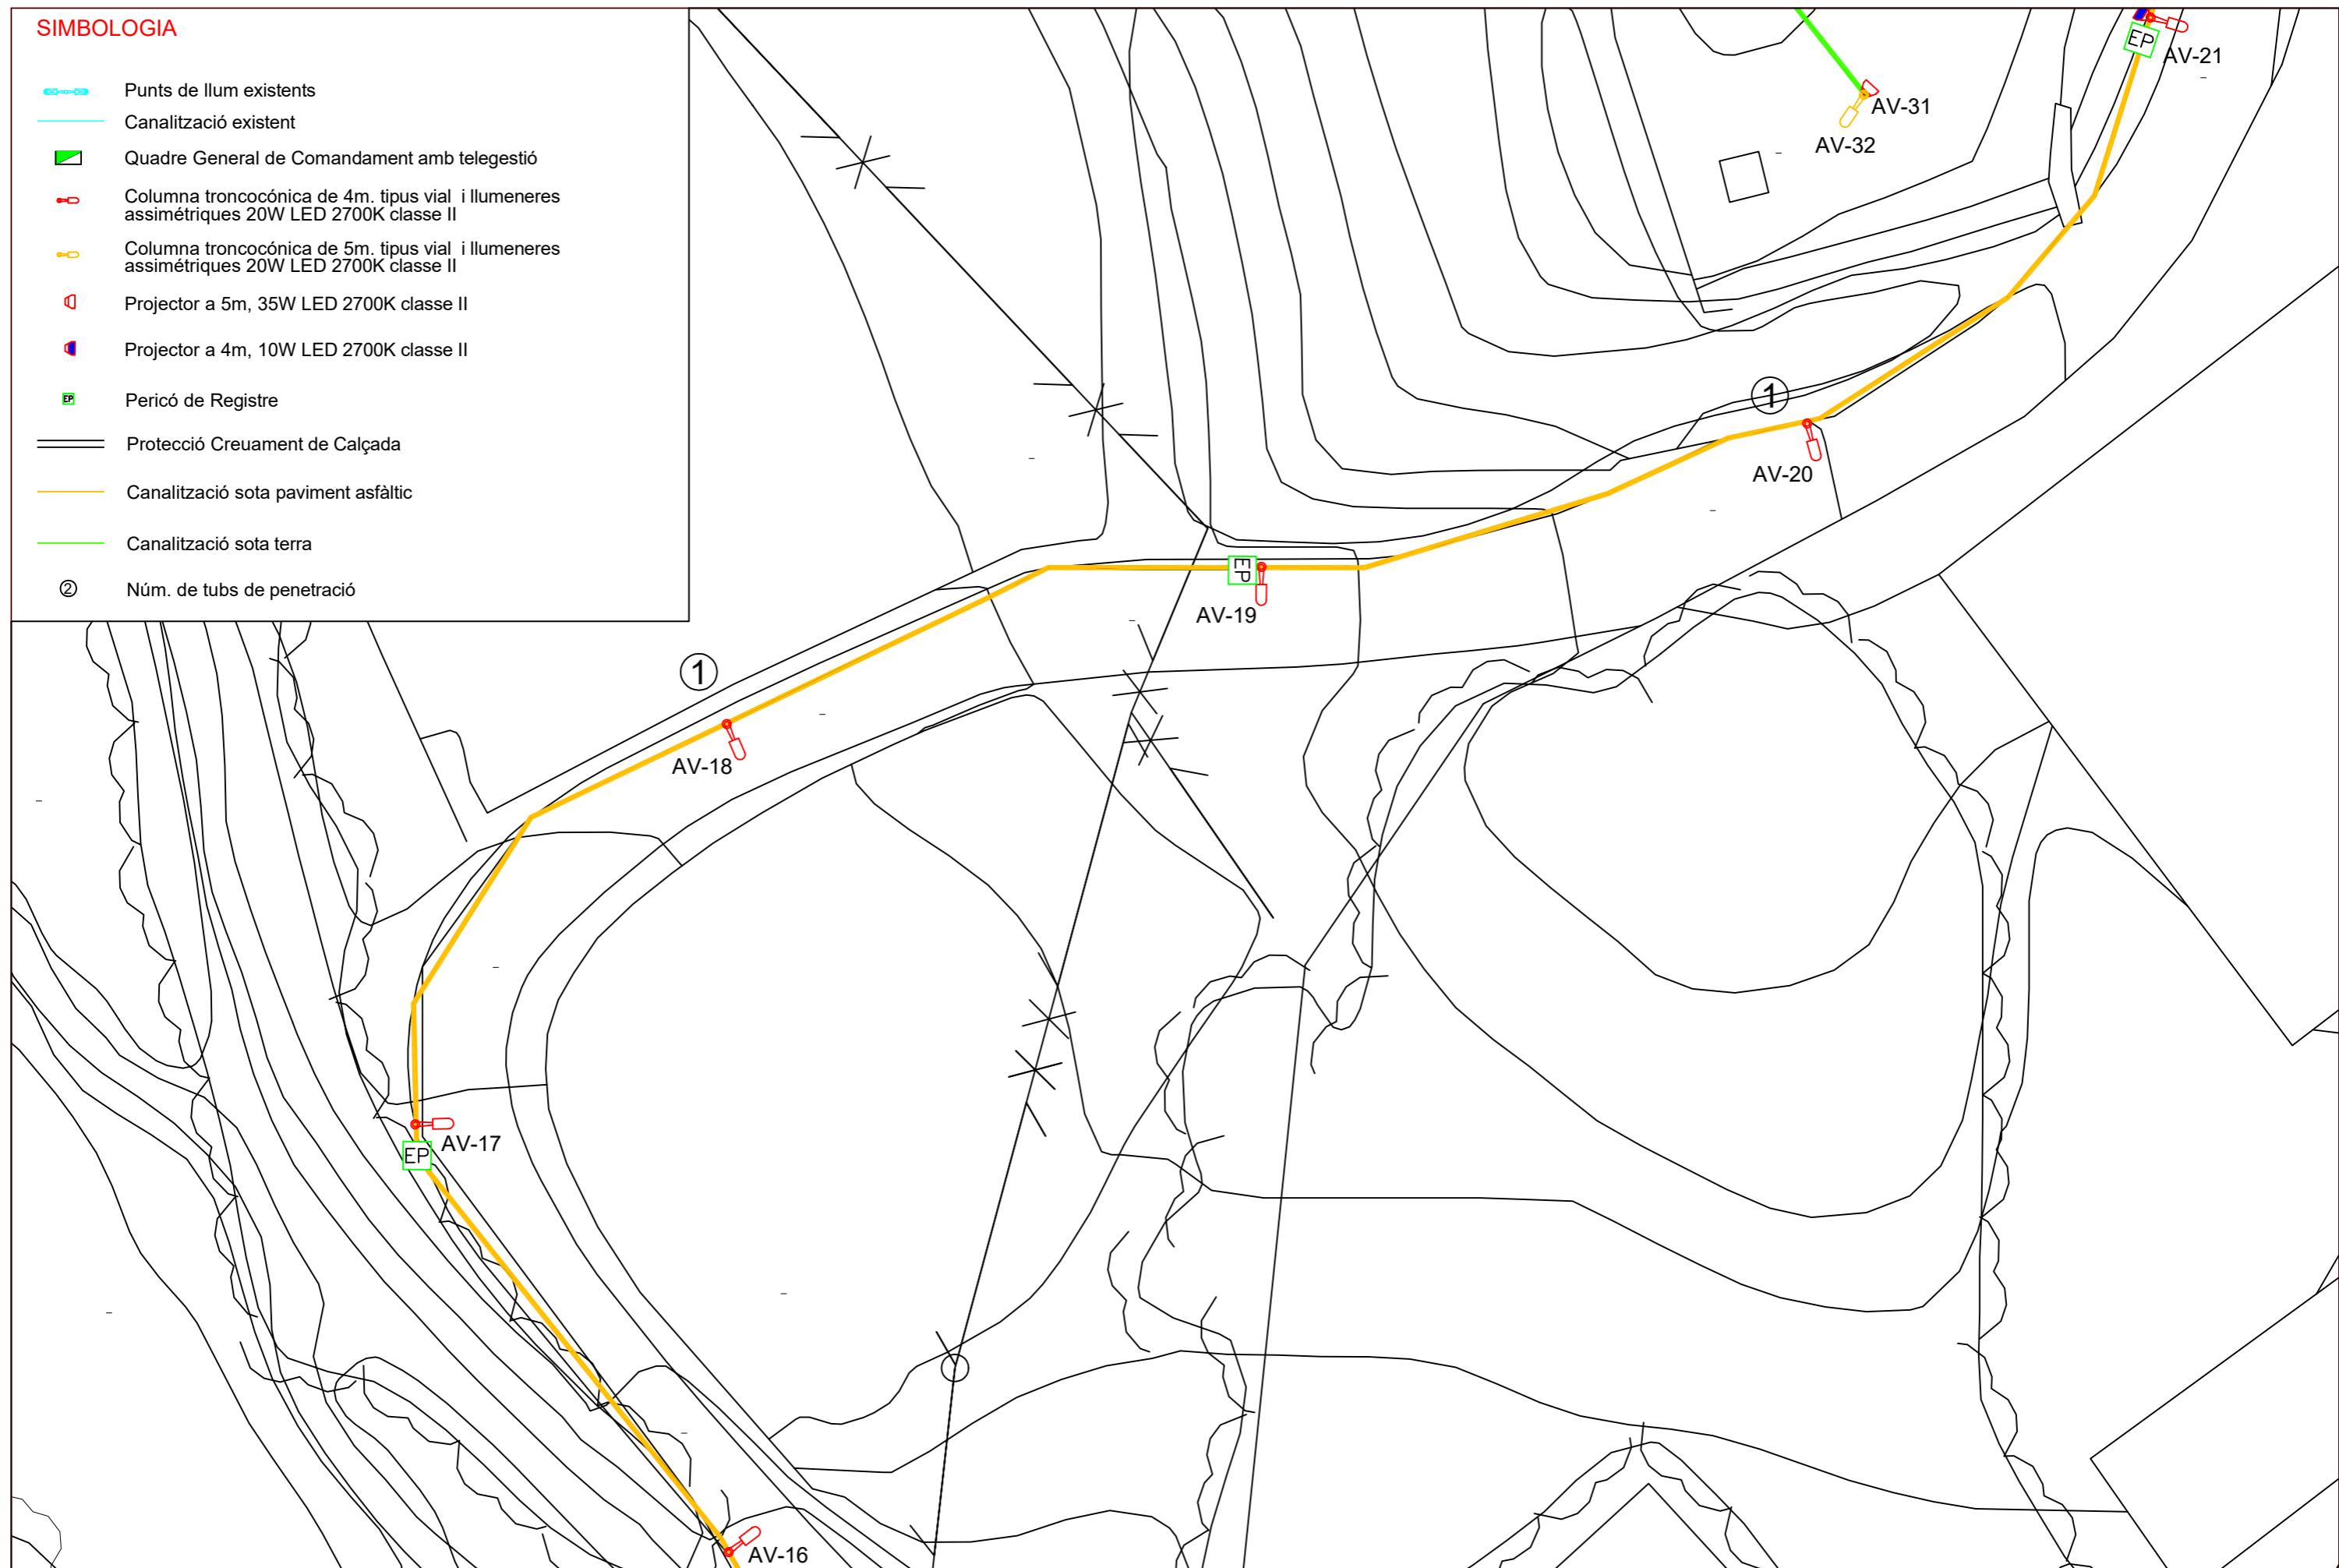 SIMBOLOGIA
Punts de llum existents
Canalització existent
Quadre General de Comandament amb telegestió
Columna troncocónica de 4m. tipus vial i llumeneres
assimétriques 20W LED 2700K classe II
Columna troncocónica de 5m. tipus vial i llumeneres
assimétriques 20W LED 2700K classe II
Projector a 5m, 35W LED 2700K classe II
Projector a 4m, 10W LED 2700K classe II
EP Pericó de Registre
Protecció Creuament de Calçada
Canalització sota paviment asfàltic
Canalització sota terra
2 Núm. de tubs de penetració
EP
AV-21
AV-31
AV-32
1
AV-20
EP
AV-19
1
AV-18
AV-17
EP
AV-16